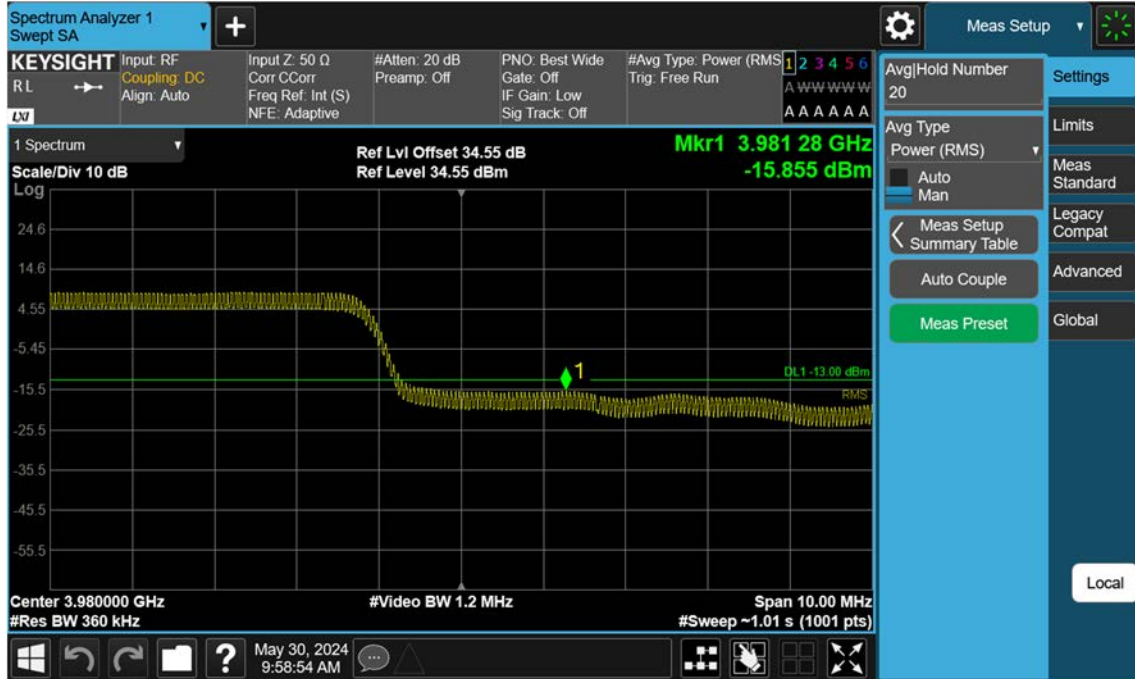 Spectrum Analyzer 1
Swept SA
Meas Setup
KEYSIGHT
R L
LXI
Input: RF
Coupling: DC
Align: Auto
Input Z: 50 Ω
Corr CCorr
Freq Ref: Int (S)
NFE: Adaptive
#Atten: 20 dB
Preamp: Off
PNO: Best Wide
Gate: Off
IF Gain: Low
Sig Track: Off
#Avg Type: Power (RMS
Trig: Free Run
1 2 3 4 5 6
A W W W W W
A A A A A A
1 Spectrum
Scale/Div 10 dB
Log
Ref Lvl Offset 34.55 dB
Ref Level 34.55 dBm
Mkr1 3.981 28 GHz
-15.855 dBm
24.6
14.6
4.55
-5.45
-15.5
-25.5
-35.5
-45.5
-55.5
1
DL1 -13.00 dBm
RMS
Center 3.980000 GHz
#Res BW 360 kHz
#Video BW 1.2 MHz
Span 10.00 MHz
#Sweep ~1.01 s (1001 pts)
Avg|Hold Number
20
Avg Type
Power (RMS)
Auto
Man
Meas Setup
Summary Table
Auto Couple
Meas Preset
Settings
Limits
Meas
Standard
Legacy
Compat
Advanced
Global
Local
?
May 30, 2024
9:58:54 AM